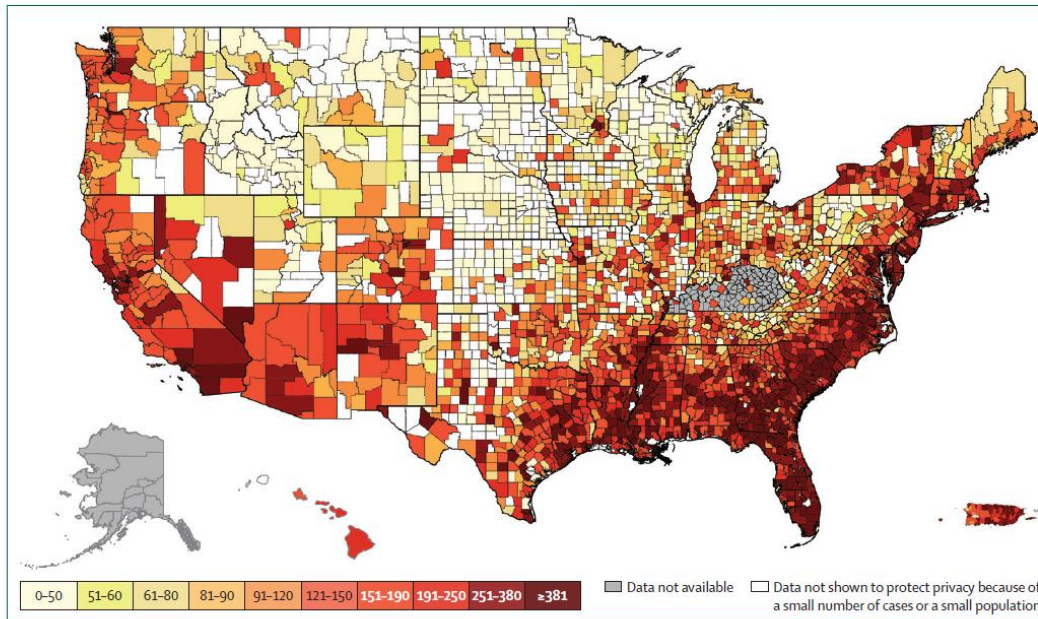 0–50 51–60 61–80 81–90 91–120 121–150 151–190 191–250 251–380 ≥381
Data not available
Data not shown to protect privacy because of
a small number of cases or a small population